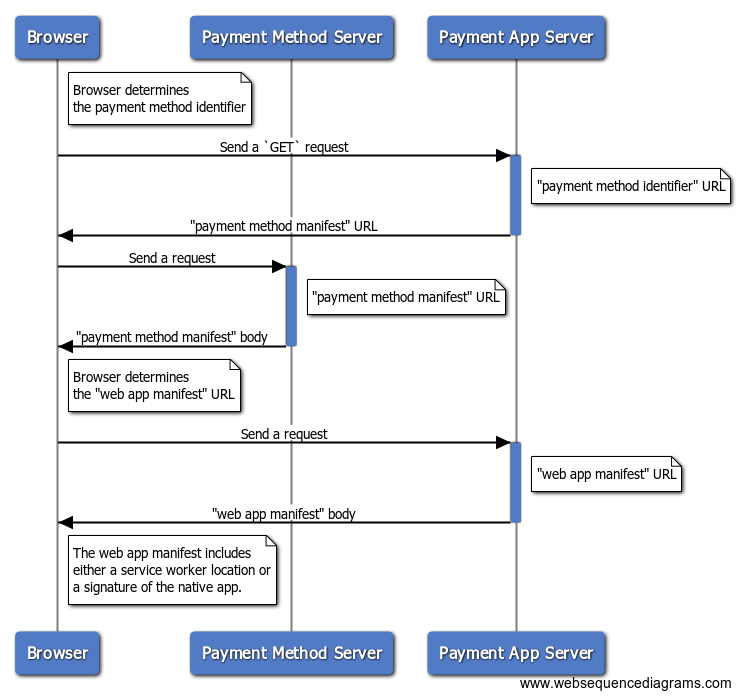 Browser
Payment Method Server
Payment App Server
Browser determines
the payment method identifier
Send a `GET` request
"payment method identifier" URL
"payment method manifest" URL
Send a request
"payment method manifest" URL
"payment method manifest" body
Browser determines
the "web app manifest" URL
Send a request
"web app manifest" URL
"web app manifest" body
The web app manifest includes
either a service worker location or
a signature of the native app.
Browser
Payment Method Server
Payment App Server
www.websequencediagrams.com